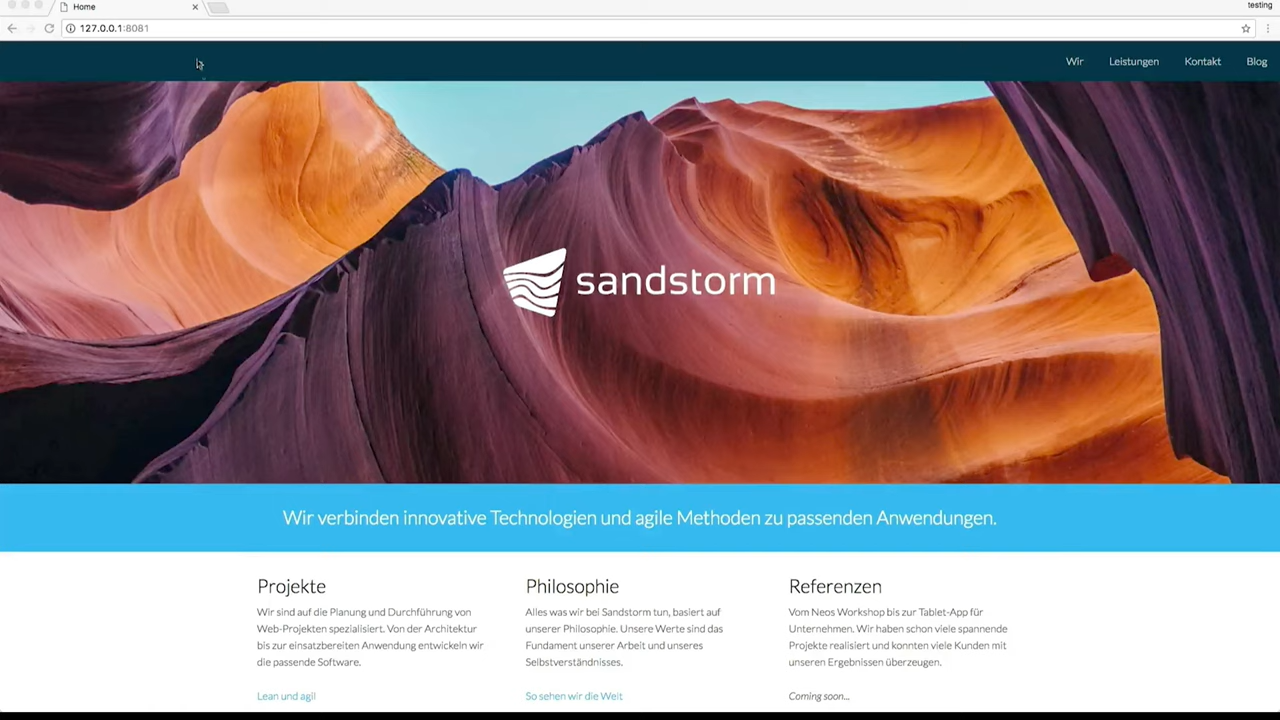 Home
testing
127.0.0.1:8081
Wir Leistungen Kontakt Blog
sandstorm
Wir verbinden innovative Technologien und agile Methoden zu passenden Anwendungen.
Projekte
Wir sind auf die Planung und Durchführung von
Web-Projekten spezialisiert. Von der Architektur
bis zur einsatzbereiten Anwendung entwickeln wir
die passende Software.
Lean und agil
Philosophie
Alles was wir bei Sandstorm tun, basiert auf
unserer Philosophie. Unsere Werte sind das
Fundament unserer Arbeit und unseres
Selbstverständnisses.
So sehen wir die Welt
Referenzen
Vom Neos Workshop bis zur Tablet-App für
Unternehmen. Wir haben schon viele spannende
Projekte realisiert und konnten viele Kunden mit
unseren Ergebnissen überzeugen.
Coming soon...